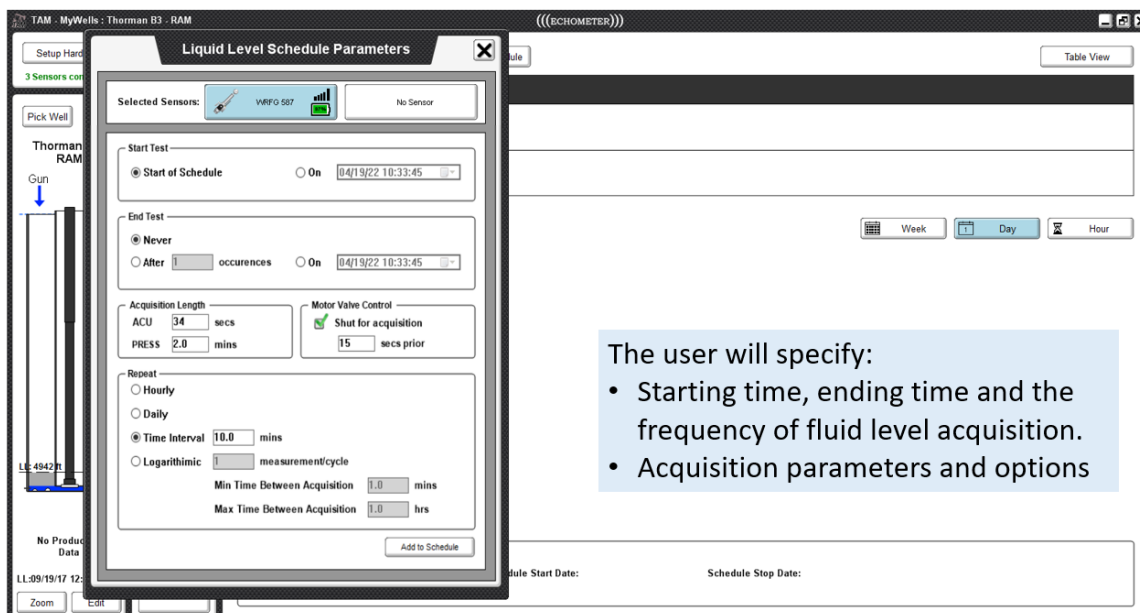 TAM - MyWells : Thorman B3 - RAM
(((ECHOMETER)))
Setup Hard
3 Sensors con
Table View
Pick Well
Thorman
RAM
Gun
LL: 4942 ft
No Produc
Data
LL:09/19/17 12:
Zoom
Edit
Liquid Level Schedule Parameters
Selected Sensors:
WRFG 587
No Sensor
Start Test
Start of Schedule
On
04/19/22 10:33:45
End Test
Never
After 1 occurences
On
04/19/22 10:33:45
Acquisition Length
ACU 34 secs
PRESS 2.0 mins
Motor Valve Control
Shut for acquisition
15 secs prior
Repeat
Hourly
Daily
Time Interval 10.0 mins
Logarithimic 1 measurement/cycle
Min Time Between Acquisition 1.0 mins
Max Time Between Acquisition 1.0 hrs
Add to Schedule
Week
1 Day
Hour
The user will specify:
• Starting time, ending time and the
frequency of fluid level acquisition.
• Acquisition parameters and options
dule Start Date:
Schedule Stop Date: